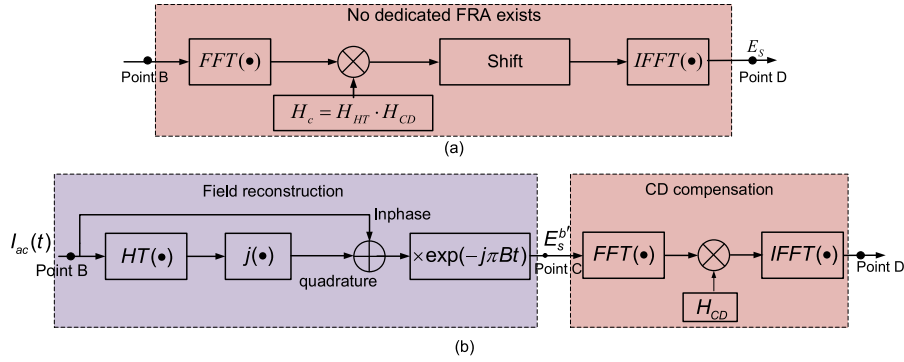 No dedicated FRA exists
Point B
FFT(•)
Shift
IFFT(•)
E_S
Point D
H_c = H_HT · H_CD
(a)
Field reconstruction
CD compensation
I_ac(t)
Point B
HT(•)
j(•)
Inphase
quadrature
×exp(−jπBt)
E_s^b'
Point C
FFT(•)
IFFT(•)
Point D
H_CD
(b)